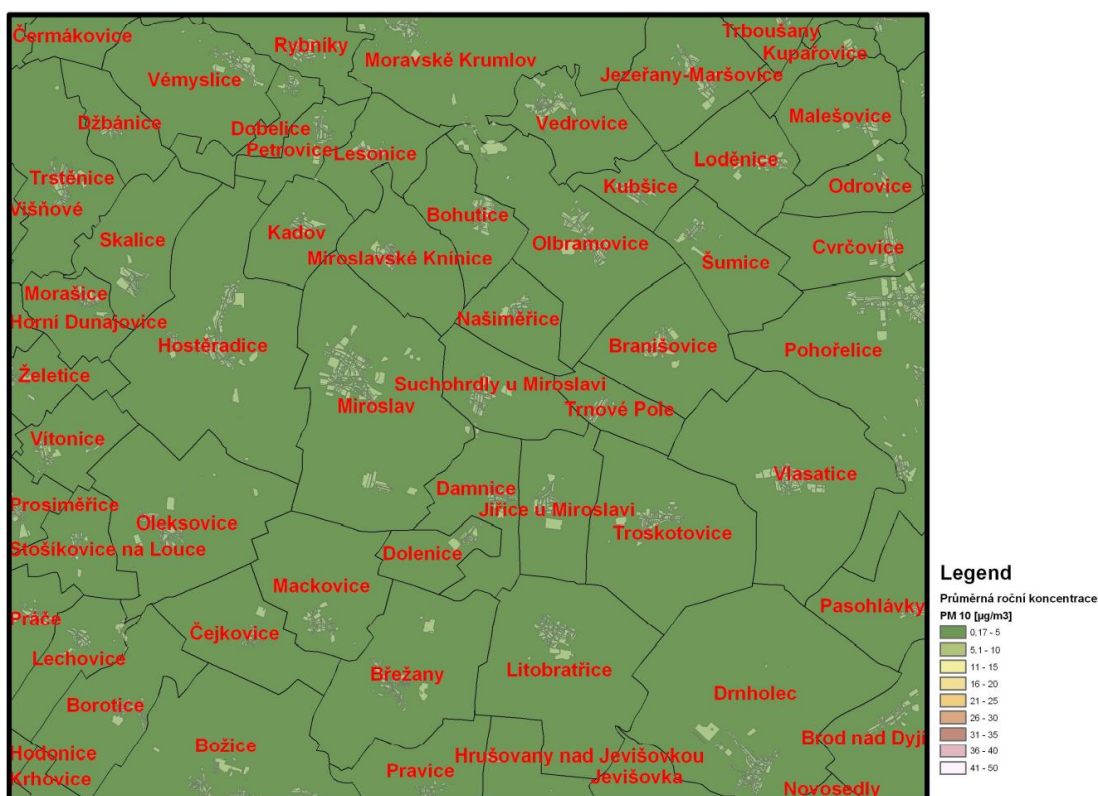 Čermákovice
Rybníky
Moravské Krumlov
Trboušany
Kupařovice
Vémyslice
Jezeřany-Maršovice
Džbánice
Dobelice
Petrovice
Lesonice
Vedrovice
Malešovice
Loděnice
Trstěnice
Višňové
Kubšice
Odrovice
Skalice
Kadov
Bohutice
Olbramovice
Miroslavské Knínice
Šumice
Cvrčovice
Morašice
Horní Dunajovice
Hostěradice
Našiměřice
Branišovice
Pohořelice
Želetice
Suchohrdly u Miroslavi
Miroslav
Trnové Pole
Vítonice
Vlasatice
Prosiměřice
Oleksovice
Damnice
Jiřice u Miroslavi
Troskotovice
Stošíkovice na Louce
Dolenice
Mackovice
Práče
Čejkovice
Pasohlávky
Lechovice
Břežany
Litobratřice
Borotice
Drnholec
Hodonice
Božice
Brod nad Dyjí
Krhovice
Pravice
Hrušovany nad Jevišovkou
Jevišovka
Novosedly
Legend
Průměrná roční koncentrace
PM 10 [µg/m3]
0,17 - 5
5,1 - 10
11 - 15
16 - 20
21 - 25
26 - 30
31 - 35
36 - 40
41 - 50